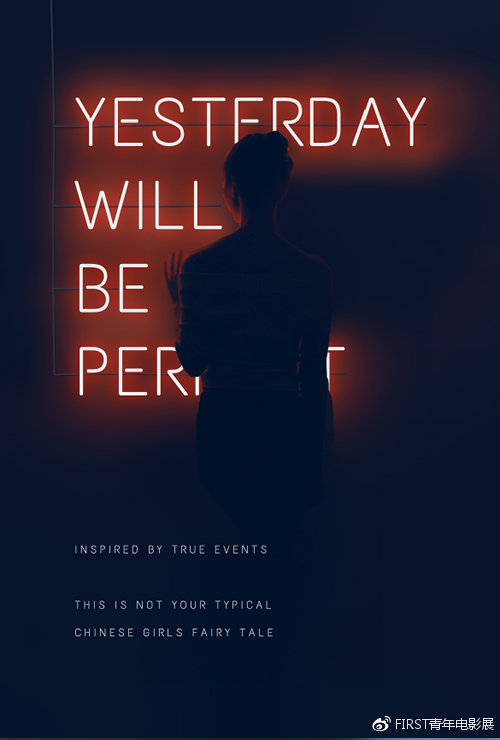 YESTERDAY
WILL
BE
PERFECT
INSPIRED BY TRUE EVENTS
THIS IS NOT YOUR TYPICAL
CHINESE GIRLS FAIRY TALE
FIRST青年电影展